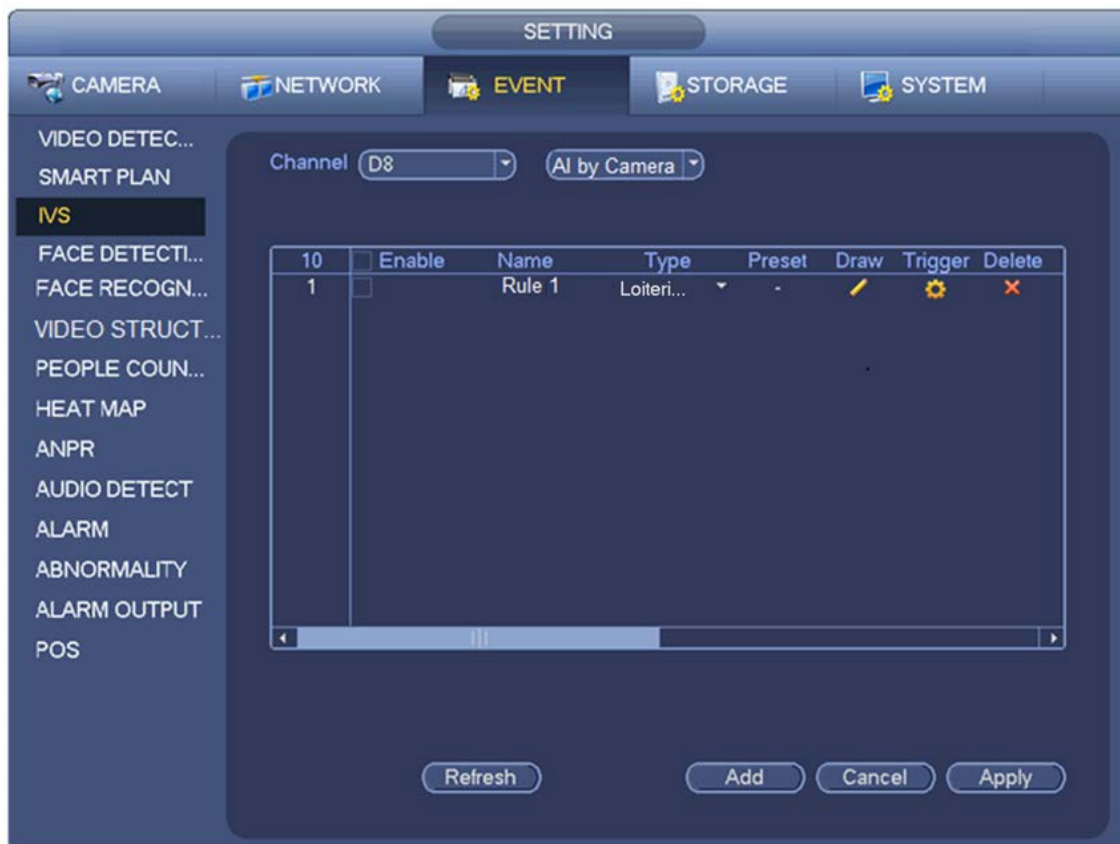 SETTING
CAMERA NETWORK EVENT STORAGE SYSTEM
VIDEO DETEC...
SMART PLAN
IVS
FACE DETECTI...
FACE RECOGN...
VIDEO STRUCT...
PEOPLE COUN...
HEAT MAP
ANPR
AUDIO DETECT
ALARM
ABNORMALITY
ALARM OUTPUT
POS
Channel D8 AI by Camera
10 Enable Name Type Preset Draw Trigger Delete
1 Rule 1 Loiteri... -
Refresh Add Cancel Apply